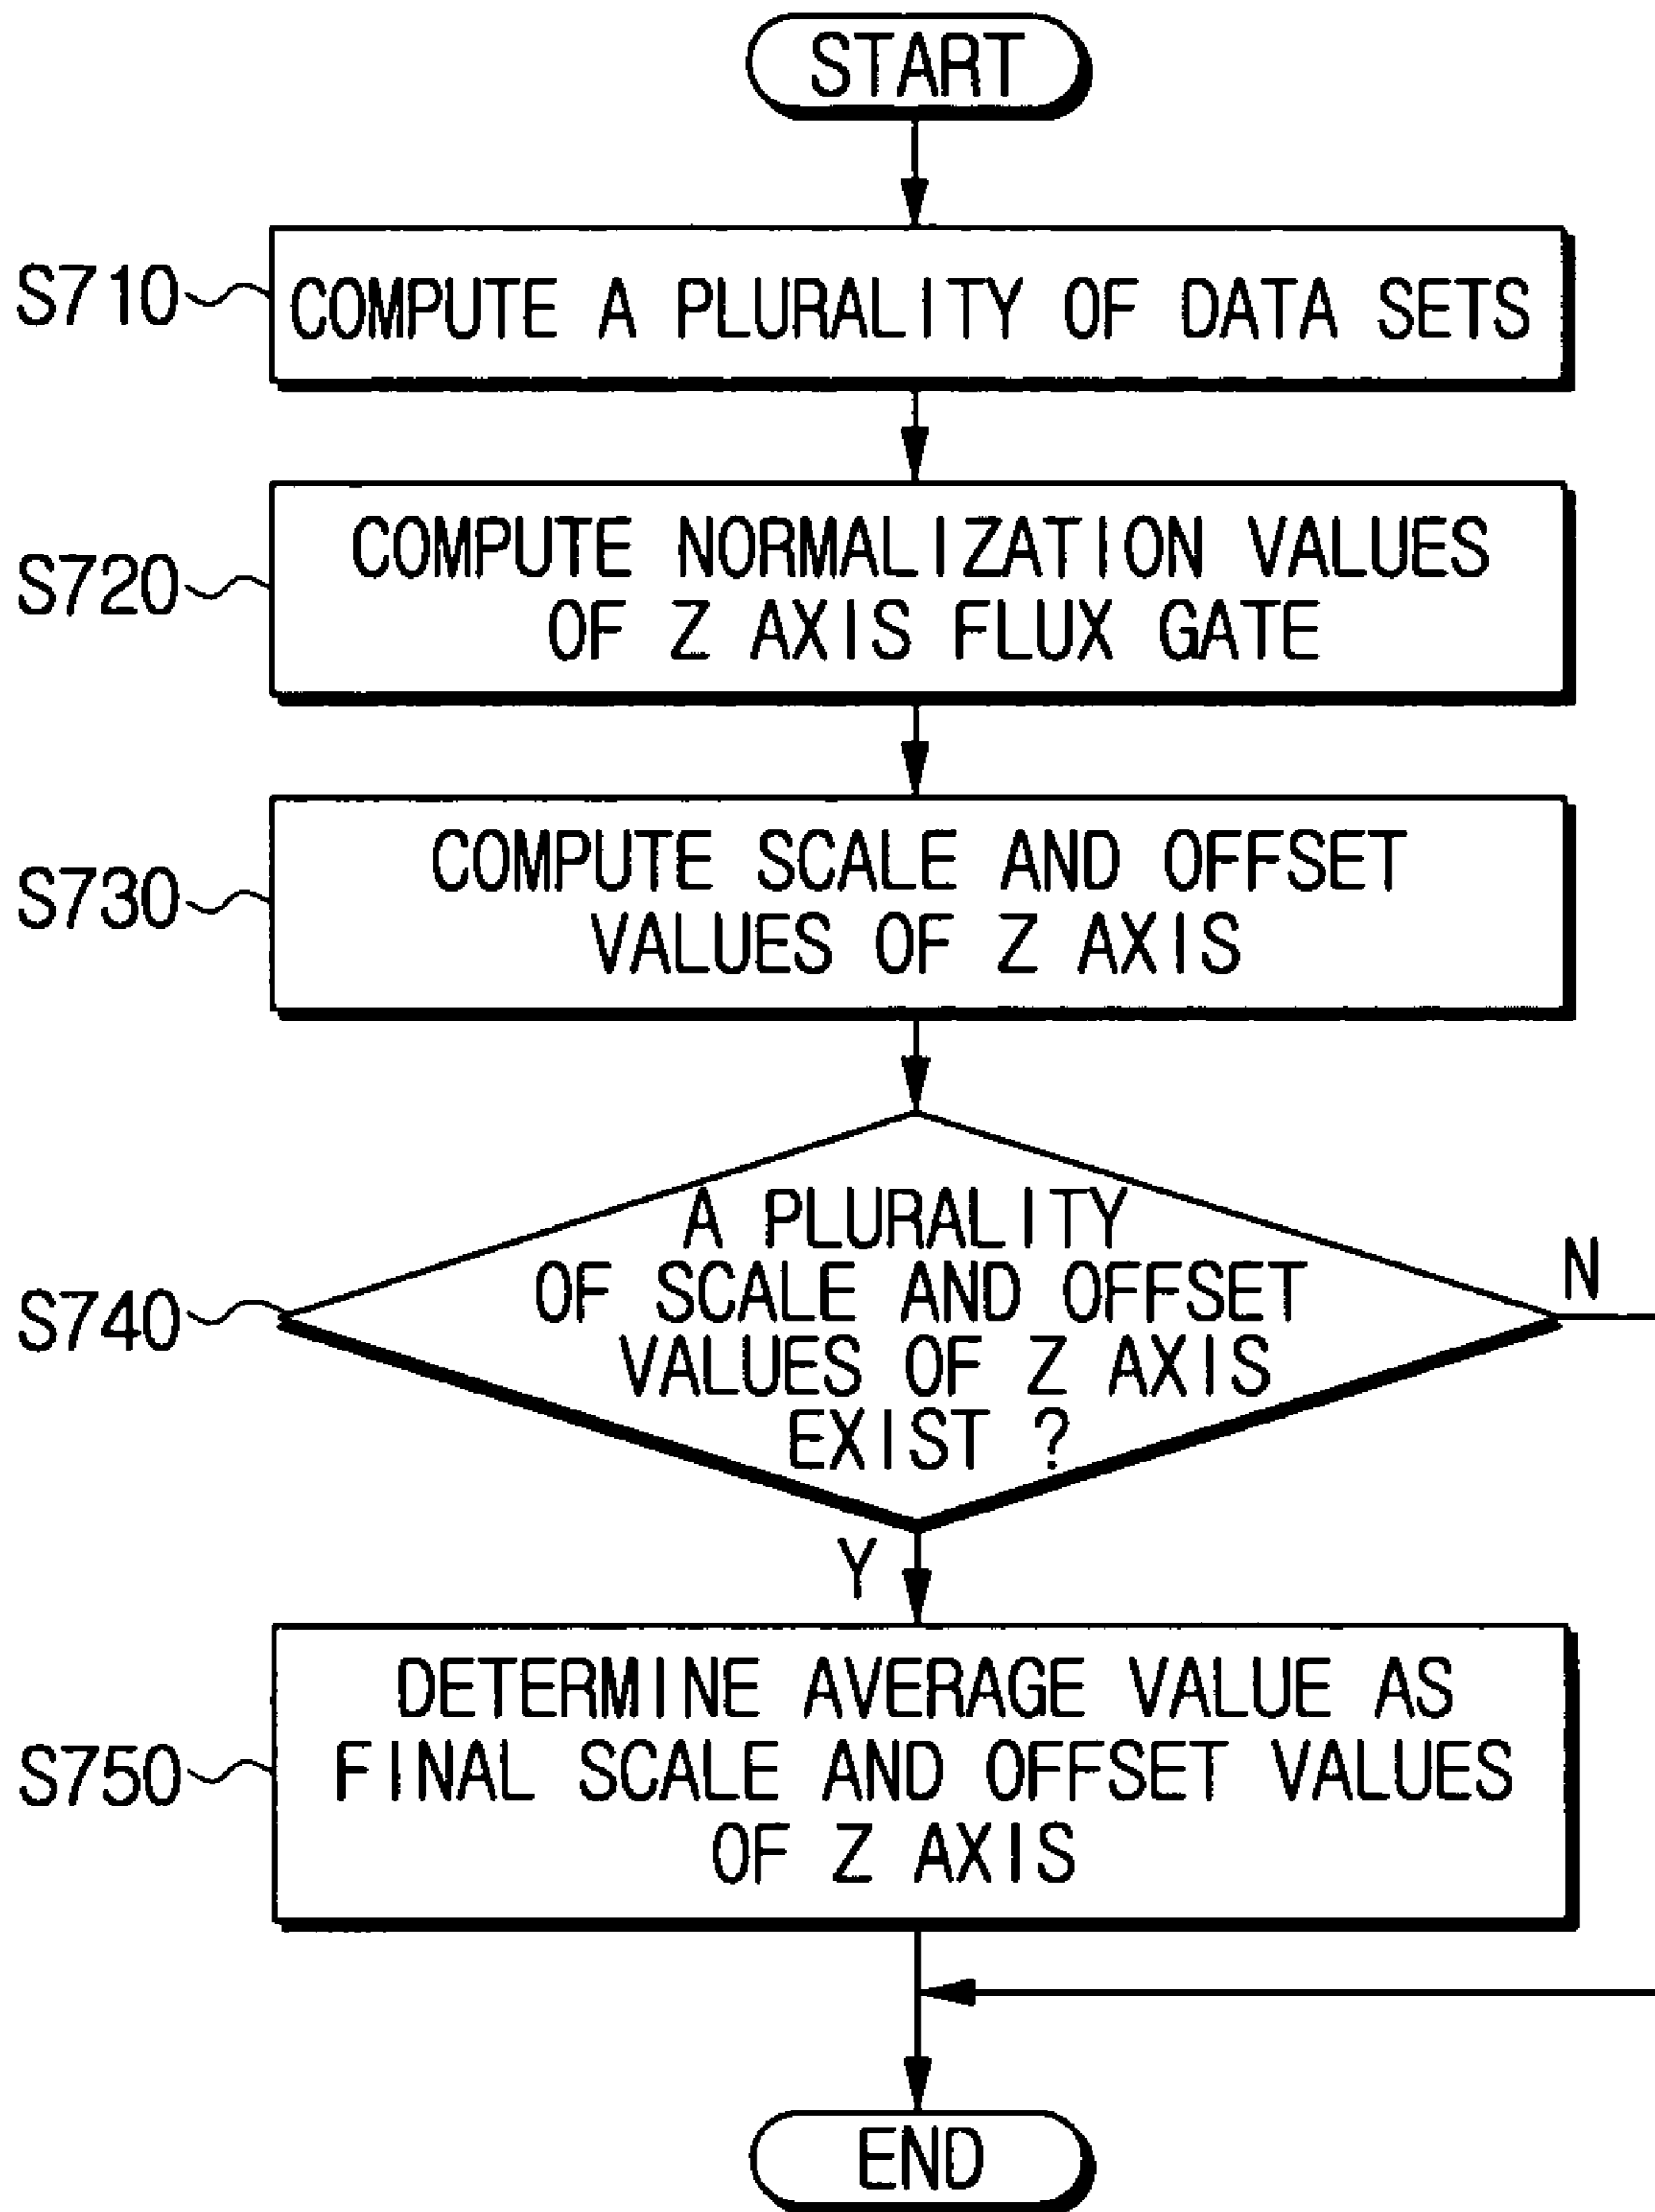 START
S710
COMPUTE A PLURALITY OF DATA SETS
S720
COMPUTE NORMALIZATION VALUES
OF Z AXIS FLUX GATE
S730
COMPUTE SCALE AND OFFSET
VALUES OF Z AXIS
S740
A PLURALITY
OF SCALE AND OFFSET
VALUES OF Z AXIS
EXIST ?
N
Y
S750
DETERMINE AVERAGE VALUE AS
FINAL SCALE AND OFFSET VALUES
OF Z AXIS
END